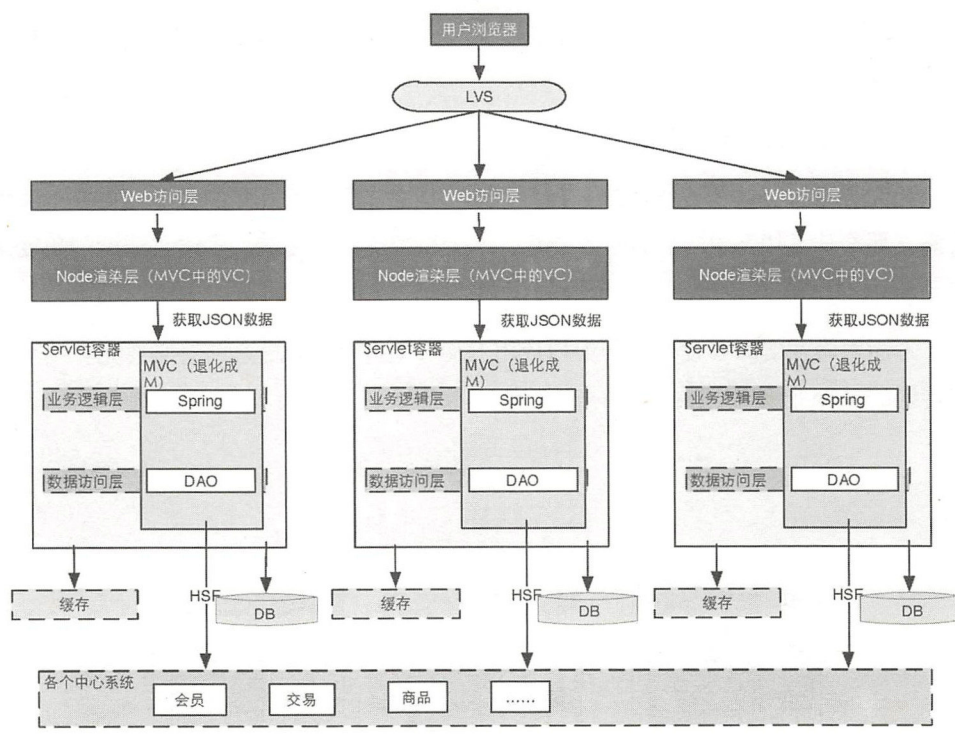 用户浏览器
LVS
Web访问层
Web访问层
Web访问层
Node渲染层（MVC中的VC）
Node渲染层（MVC中的VC）
Node渲染层（MVC中的VC）
获取JSON数据
获取JSON数据
获取JSON数据
Servlet容器
MVC（退化成
M）
业务逻辑层
Spring
数据访问层
DAO
Servlet容器
MVC（退化成
M）
业务逻辑层
Spring
数据访问层
DAO
Servlet容器
MVC（退化成
M）
业务逻辑层
Spring
数据访问层
DAO
缓存
HSF
DB
缓存
HSF
DB
缓存
HSF
DB
各个中心系统
会员
交易
商品
......